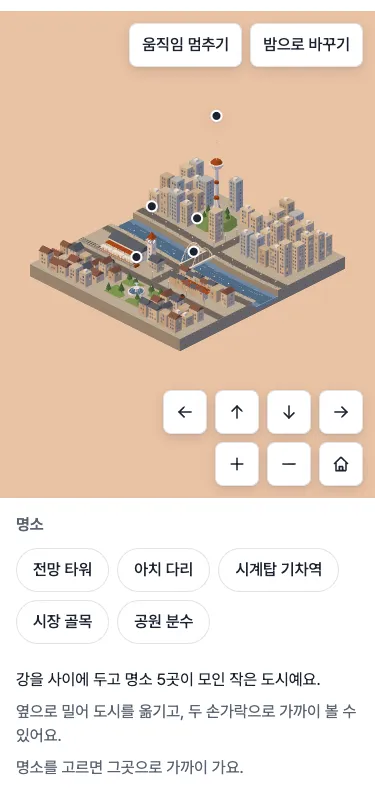 움직임 멈추기 밤으로 바꾸기
명소
전망 타워 아치 다리 시계탑 기차역
시장 골목 공원 분수
강을 사이에 두고 명소 5곳이 모인 작은 도시예요.
옆으로 밀어 도시를 옮기고, 두 손가락으로 가까이 볼 수
있어요.
명소를 고르면 그곳으로 가까이 가요.